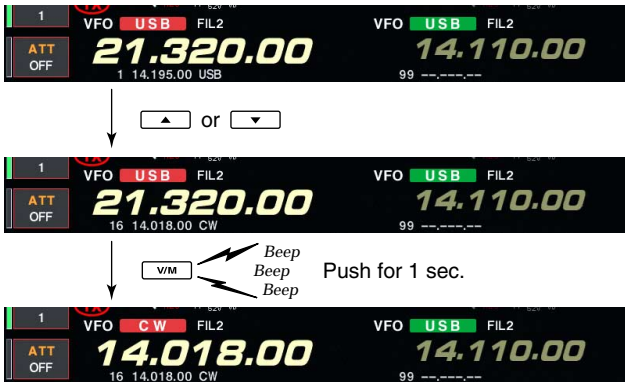 1 VFO USB FIL2 VFO USB FIL2
ATT 21.320.00 14.110.00
OFF 1 14.195.00 USB 99 --.---.--
▲ or ▼
1 VFO USB FIL2 VFO USB FIL2
ATT 21.320.00 14.110.00
OFF 16 14.018.00 CW 99 --.---.--
Beep
V/M Beep Push for 1 sec.
Beep
1 VFO CW FIL2 VFO USB FIL2
ATT 14.018.00 14.110.00
OFF 16 14.018.00 CW 99 --.---.--